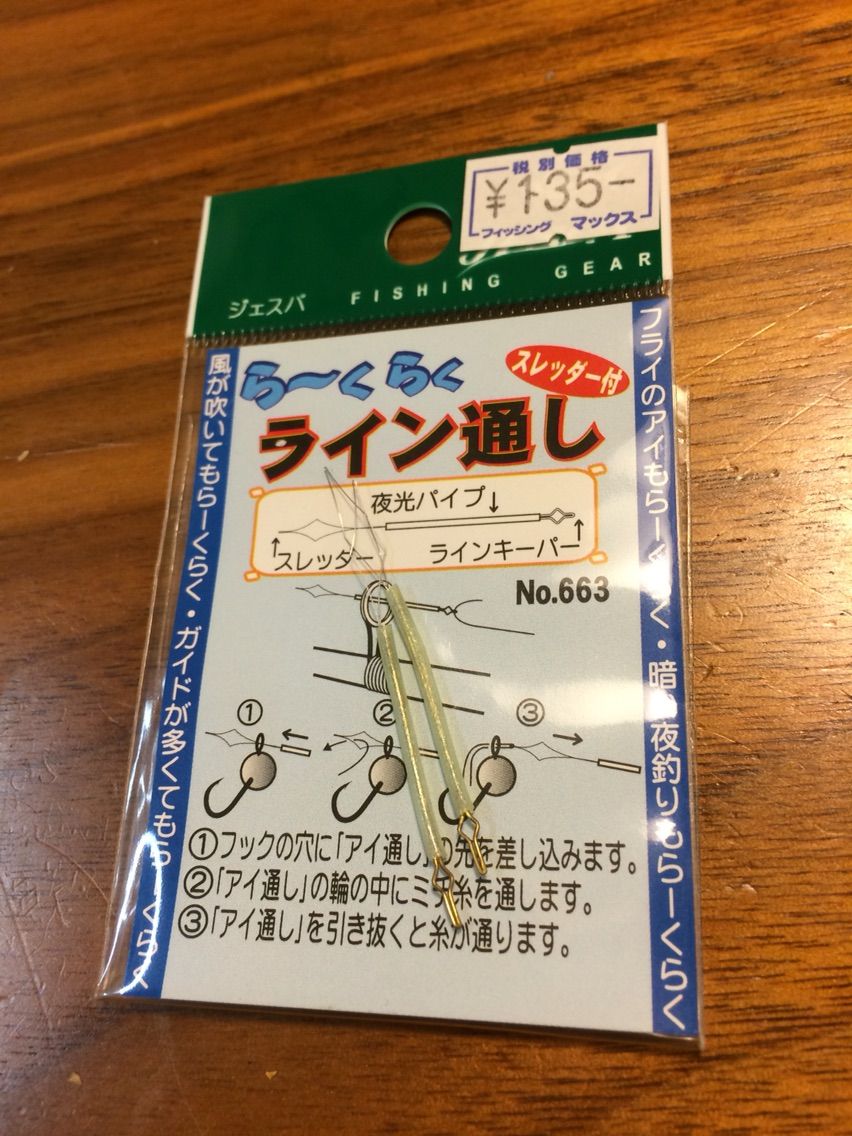 税別価格
¥135-
フィッシング マックス
ジェスパ FISHING GEAR
ら～くらく
スレッダー付
ライン通し
夜光パイプ↓
↑スレッダー
ラインキーパー↑
No.663
① ② ③
①フックの穴に「アイ通し」の先を差し込みます。
②「アイ通し」の輪の中にミチ糸を通します。
③「アイ通し」を引き抜くと糸が通ります。
風が吹いてもらーくらく・ガイドが多くてもらーくらく
フライのアイもらーくらく・暗い夜釣りもらーくらく